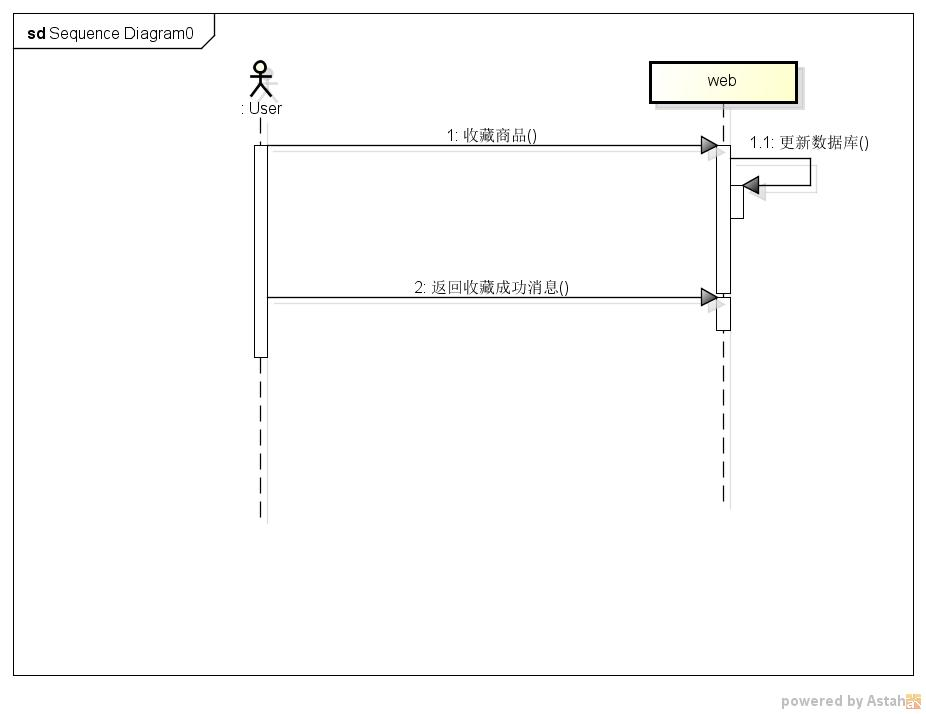 sd Sequence Diagram0
: User
web
1: 收藏商品()
1.1: 更新数据库()
2: 返回收藏成功消息()
powered by Astah